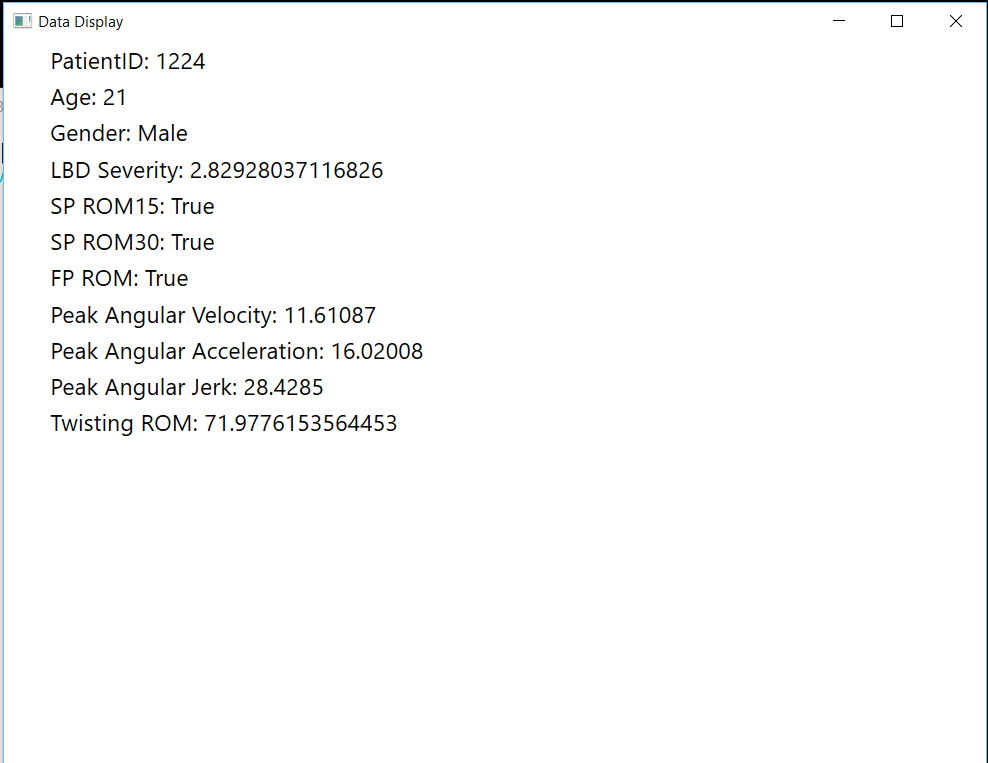 Data Display
PatientID: 1224
Age: 21
Gender: Male
LBD Severity: 2.82928037116826
SP ROM15: True
SP ROM30: True
FP ROM: True
Peak Angular Velocity: 11.61087
Peak Angular Acceleration: 16.02008
Peak Angular Jerk: 28.4285
Twisting ROM: 71.9776153564453